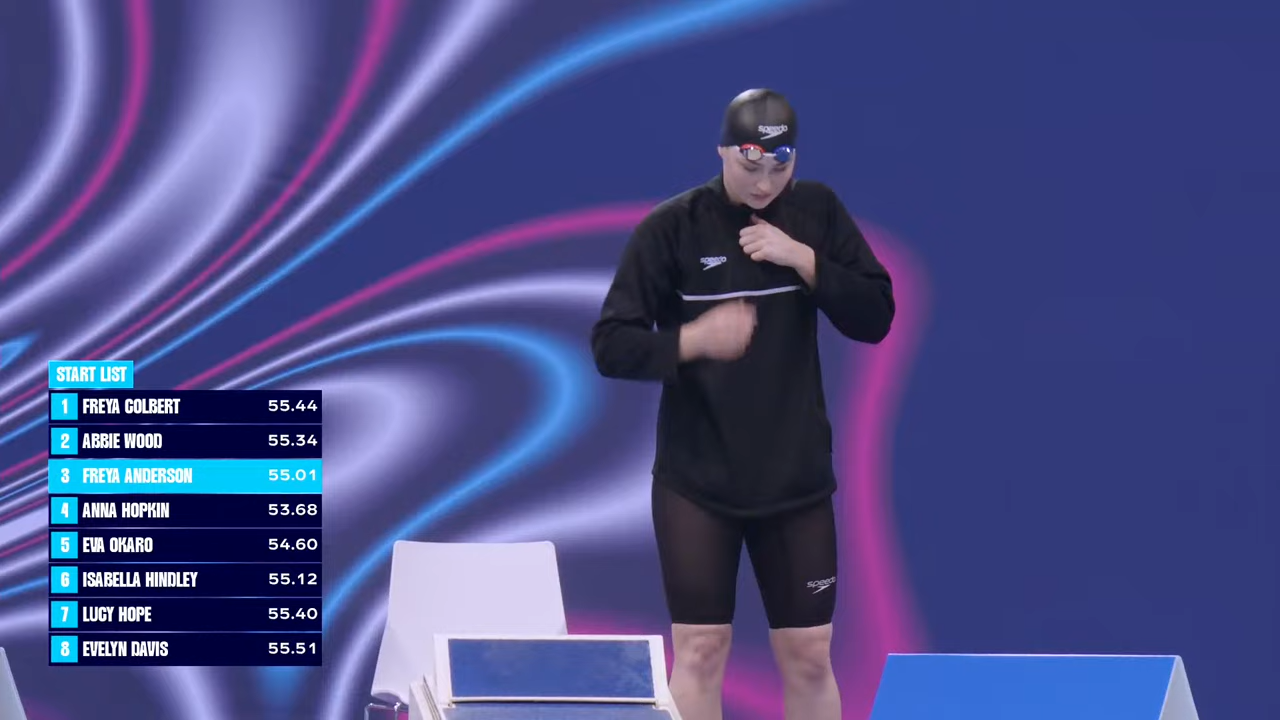 speedo
speedo
speedo
START LIST
1 FREYA COLBERT 55.44
2 ABBIE WOOD 55.34
3 FREYA ANDERSON 55.01
4 ANNA HOPKIN 53.68
5 EVA OKARO 54.60
6 ISABELLA HINDLEY 55.12
7 LUCY HOPE 55.40
8 EVELYN DAVIS 55.51